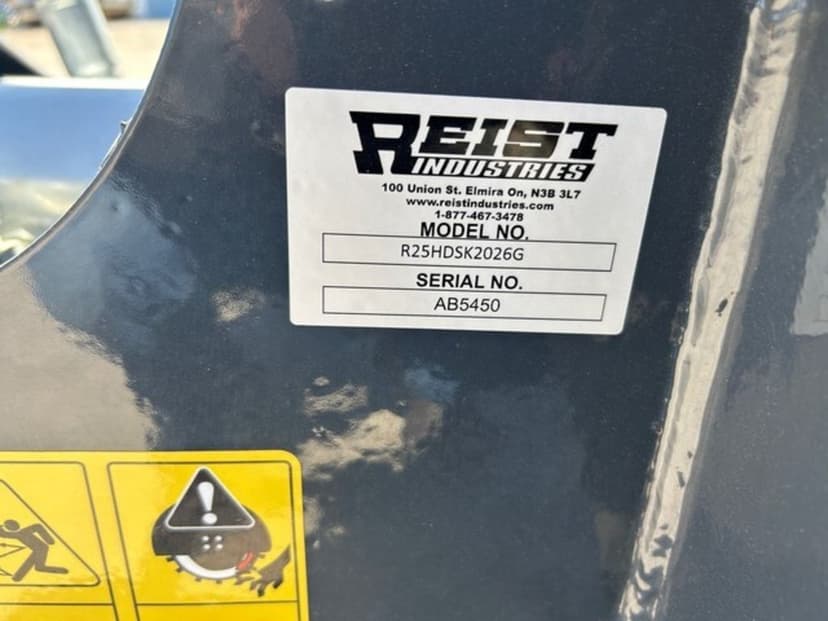 REIST
INDUSTRIES
100 Union St. Elmira On, N3B 3L7
www.reistindustries.com
1-877-467-3478
MODEL NO.
R25HDSK2026G
SERIAL NO.
AB5450